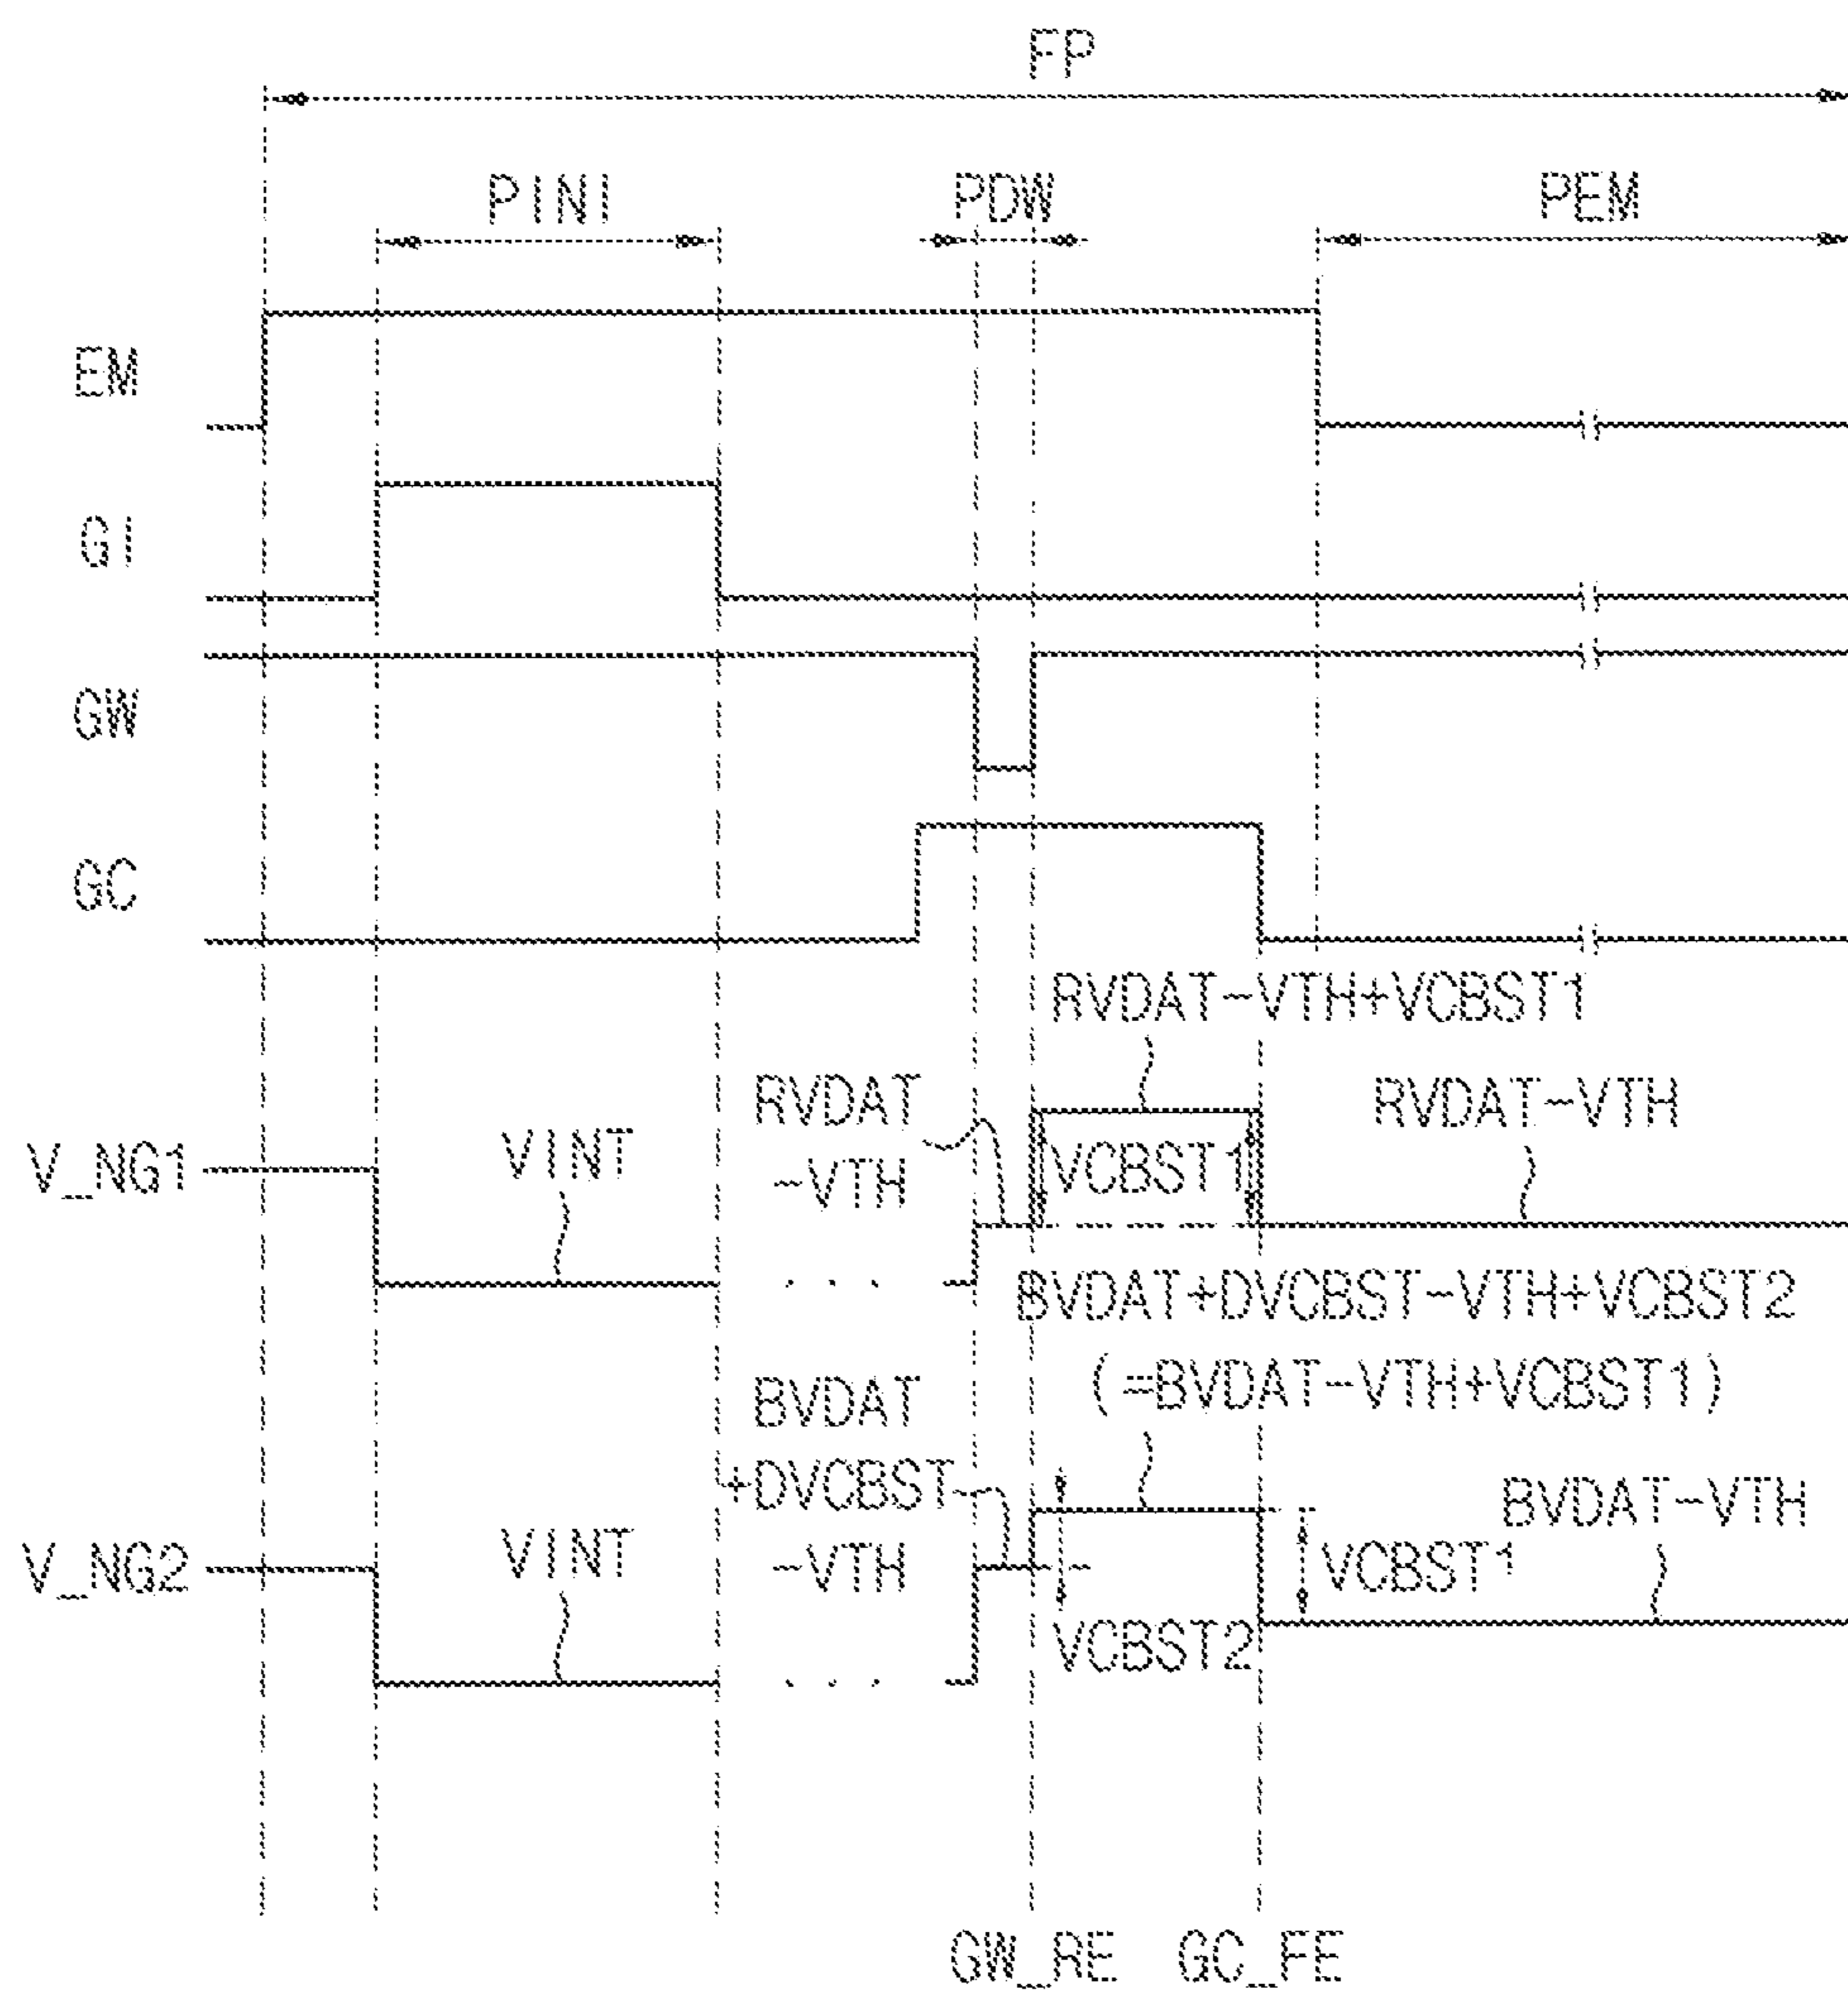 FP
PINI PDW PEM
EM
GI
GW
GC
RVDAT-VTH+VCBST1
RVDAT
-VTH
RVDAT-VTH
V_NG1
VINT
VCBST1
BVDAT+DVCBST-VTH+VCBST2
(=BVDAT-VTH+VCBST1)
BVDAT
+DVCBST
-VTH
BVDAT-VTH
V_NG2
VINT
VCBST1
VCBST2
GW_RE GC_FE